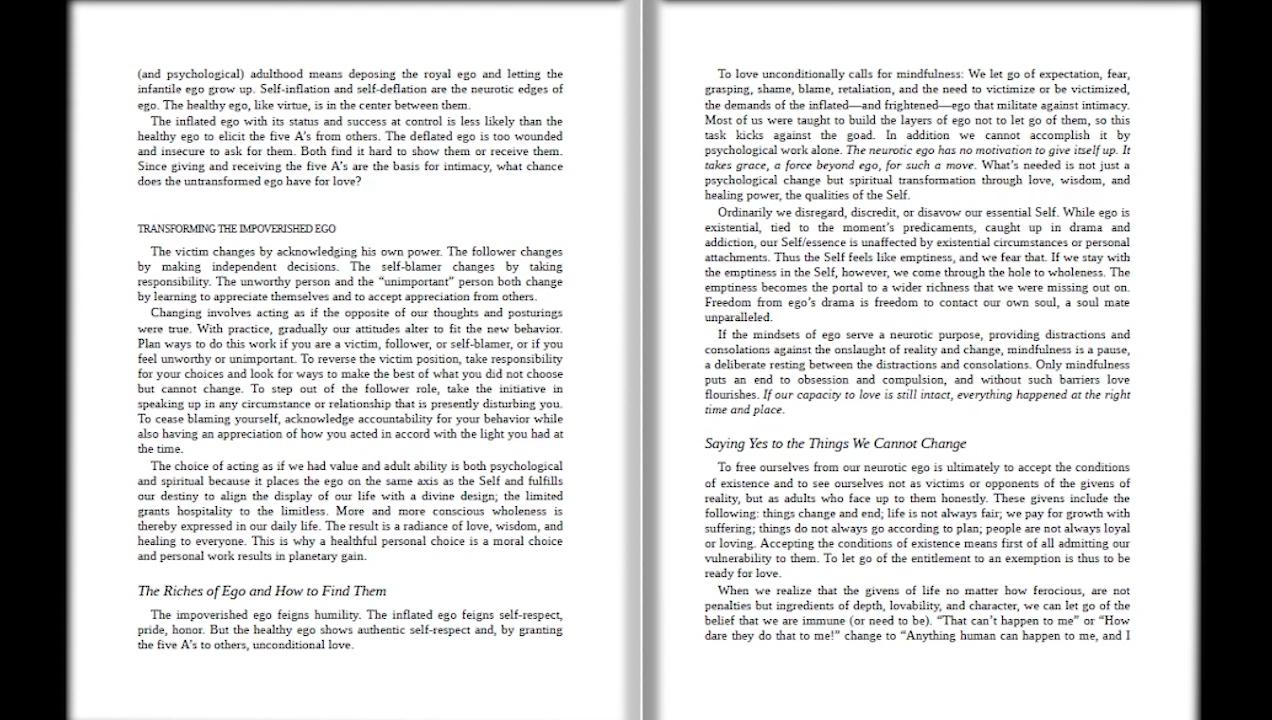 (and psychological) adulthood means deposing the royal ego and letting the
infantile ego grow up. Self-inflation and self-deflation are the neurotic edges of
ego. The healthy ego, like virtue, is in the center between them.
The inflated ego with its status and success at control is less likely than the
healthy ego to elicit the five A's from others. The deflated ego is too wounded
and insecure to ask for them. Both find it hard to show them or receive them.
Since giving and receiving the five A's are the basis for intimacy, what chance
does the untransformed ego have for love?
TRANSFORMING THE IMPOVERISHED EGO
The victim changes by acknowledging his own power. The follower changes
by making independent decisions. The self-blamer changes by taking
responsibility. The unworthy person and the “unimportant” person both change
by learning to appreciate themselves and to accept appreciation from others.
Changing involves acting as if the opposite of our thoughts and posturings
were true. With practice, gradually our attitudes alter to fit the new behavior.
Plan ways to do this work if you are a victim, follower, or self-blamer, or if you
feel unworthy or unimportant. To reverse the victim position, take responsibility
for your choices and look for ways to make the best of what you did not choose
but cannot change. To step out of the follower role, take the initiative in
speaking up in any circumstance or relationship that is presently disturbing you.
To cease blaming yourself, acknowledge accountability for your behavior while
also having an appreciation of how you acted in accord with the light you had at
the time.
The choice of acting as if we had value and adult ability is both psychological
and spiritual because it places the ego on the same axis as the Self and fulfills
our destiny to align the display of our life with a divine design; the limited
grants hospitality to the limitless. More and more conscious wholeness is
thereby expressed in our daily life. The result is a radiance of love, wisdom, and
healing to everyone. This is why a healthful personal choice is a moral choice
and personal work results in planetary gain.
The Riches of Ego and How to Find Them
The impoverished ego feigns humility. The inflated ego feigns self-respect,
pride, honor. But the healthy ego shows authentic self-respect and, by granting
the five A's to others, unconditional love.
To love unconditionally calls for mindfulness: We let go of expectation, fear,
grasping, shame, blame, retaliation, and the need to victimize or be victimized,
the demands of the inflated—and frightened—ego that militate against intimacy.
Most of us were taught to build the layers of ego not to let go of them, so this
task kicks against the goad. In addition we cannot accomplish it by
psychological work alone. The neurotic ego has no motivation to give itself up. It
takes grace, a force beyond ego, for such a move. What's needed is not just a
psychological change but spiritual transformation through love, wisdom, and
healing power, the qualities of the Self.
Ordinarily we disregard, discredit, or disavow our essential Self. While ego is
existential, tied to the moment's predicaments, caught up in drama and
addiction, our Self/essence is unaffected by existential circumstances or personal
attachments. Thus the Self feels like emptiness, and we fear that. If we stay with
the emptiness in the Self, however, we come through the hole to wholeness. The
emptiness becomes the portal to a wider richness that we were missing out on.
Freedom from ego's drama is freedom to contact our own soul, a soul mate
unparalleled.
If the mindsets of ego serve a neurotic purpose, providing distractions and
consolations against the onslaught of reality and change, mindfulness is a pause,
a deliberate resting between the distractions and consolations. Only mindfulness
puts an end to obsession and compulsion, and without such barriers love
flourishes. If our capacity to love is still intact, everything happened at the right
time and place.
Saying Yes to the Things We Cannot Change
To free ourselves from our neurotic ego is ultimately to accept the conditions
of existence and to see ourselves not as victims or opponents of the givens of
reality, but as adults who face up to them honestly. These givens include the
following: things change and end; life is not always fair; we pay for growth with
suffering; things do not always go according to plan; people are not always loyal
or loving. Accepting the conditions of existence means first of all admitting our
vulnerability to them. To let go of the entitlement to an exemption is thus to be
ready for love.
When we realize that the givens of life no matter how ferocious, are not
penalties but ingredients of depth, lovability, and character, we can let go of the
belief that we are immune (or need to be). “That can't happen to me” or “How
dare they do that to me!” change to “Anything human can happen to me, and I